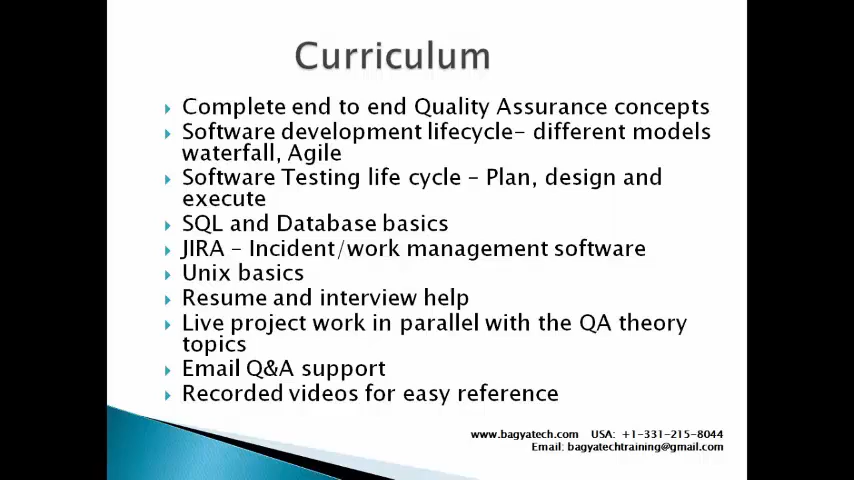 Curriculum
Complete end to end Quality Assurance concepts
Software development lifecycle- different models
waterfall, Agile
Software Testing life cycle – Plan, design and
execute
SQL and Database basics
JIRA – Incident/work management software
Unix basics
Resume and interview help
Live project work in parallel with the QA theory
topics
Email Q&A support
Recorded videos for easy reference
www.bagyatech.com USA: +1-331-215-8044
Email: bagyatechtraining@gmail.com